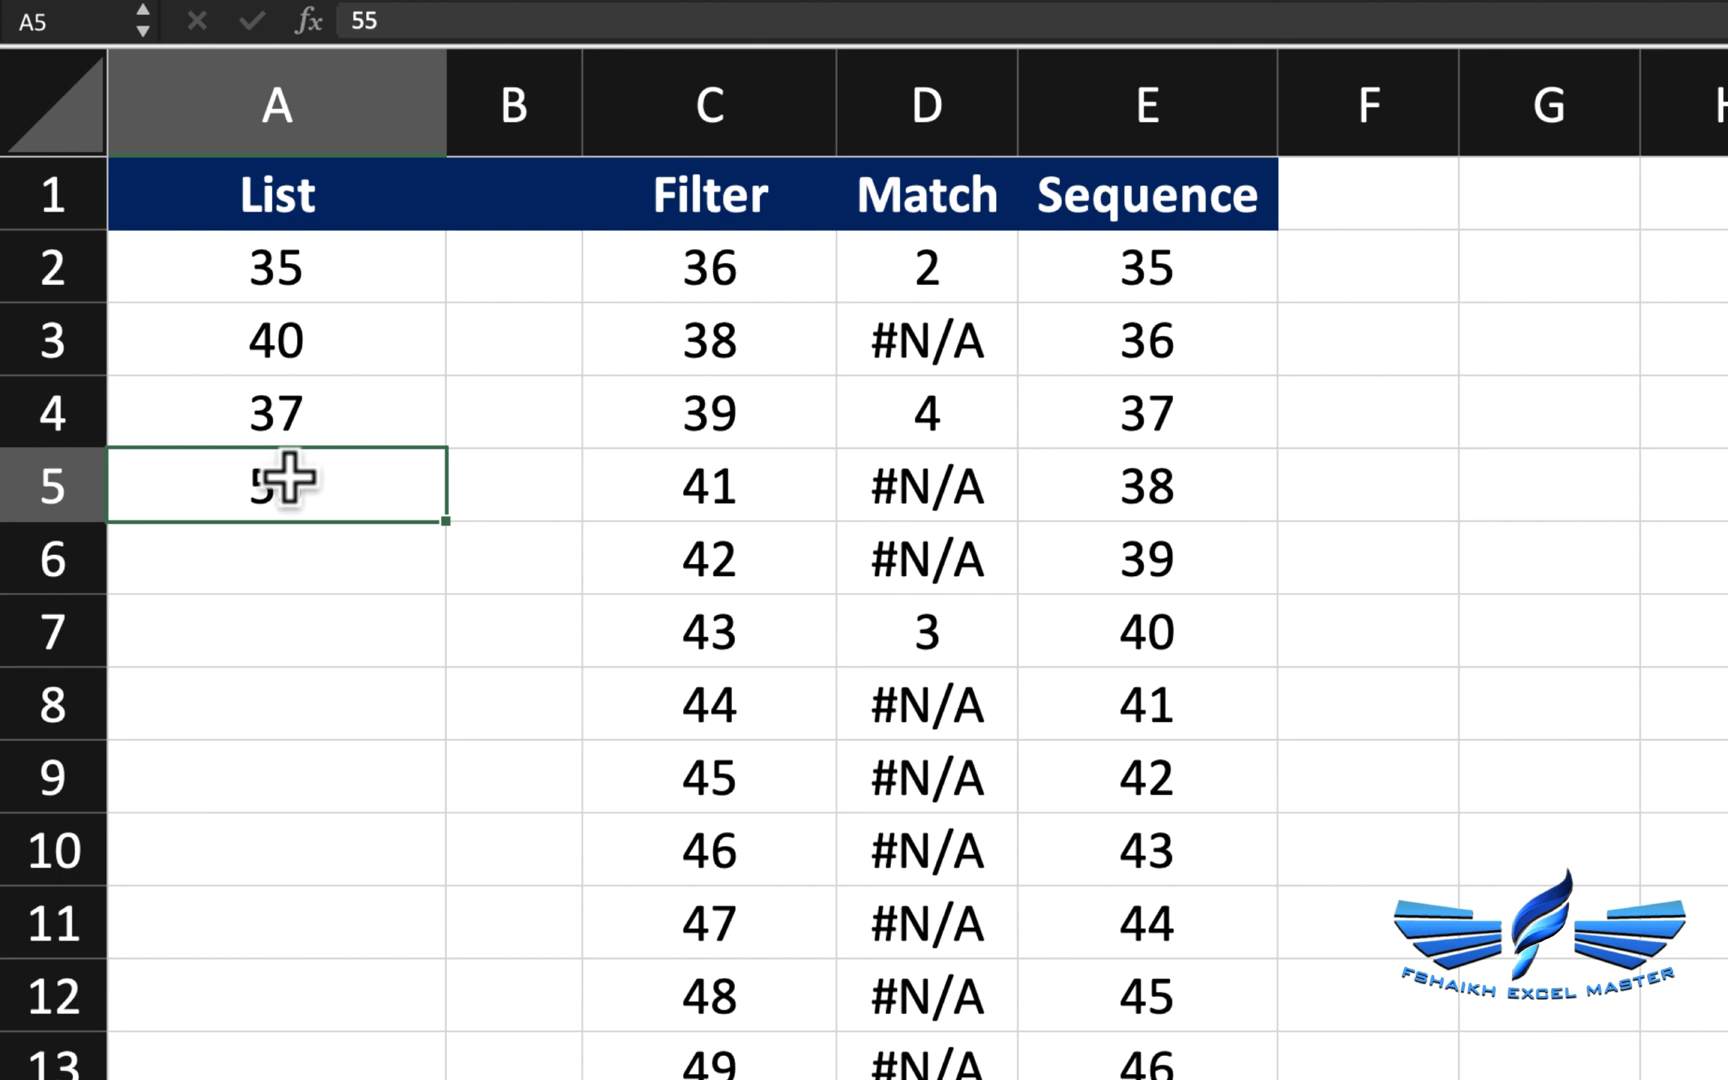 A5 fx 55
A B C D E F G
1 List Filter Match Sequence
2 35 36 2 35
3 40 38 #N/A 36
4 37 39 4 37
5 41 #N/A 38
6 42 #N/A 39
7 43 3 40
8 44 #N/A 41
9 45 #N/A 42
10 46 #N/A 43
11 47 #N/A 44
12 48 #N/A 45
13 49 #N/A 46
FSHAIKH EXCEL MASTER